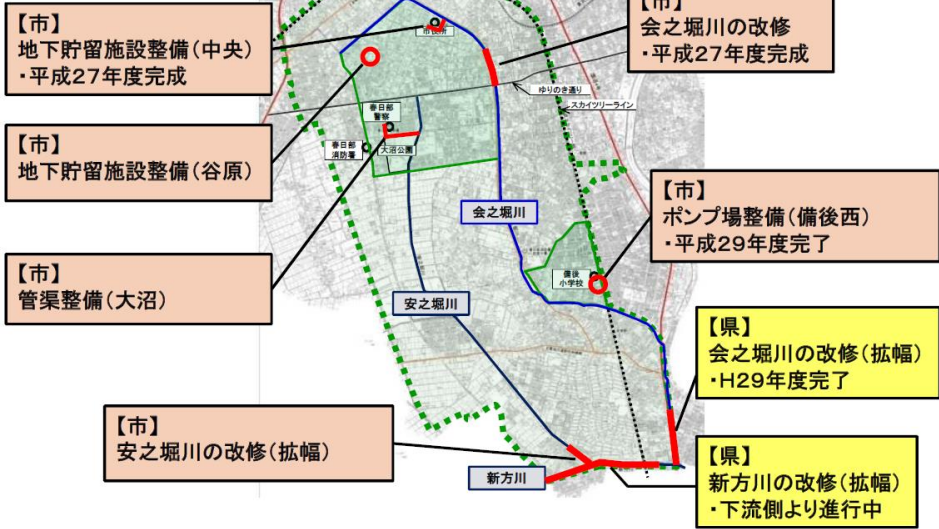 【市】
地下貯留施設整備(中央)
・平成27年度完成
【市】
会之堀川の改修
・平成27年度完成
市役所
ゆりのき通り
スカイツリーライン
【市】
地下貯留施設整備(谷原)
春日部
警察
春日部
消防署
大沼公園
【市】
管渠整備(大沼)
会之堀川
【市】
ポンプ場整備(備後西)
・平成29年度完了
備後
小学校
安之堀川
【県】
会之堀川の改修(拡幅)
・H29年度完了
【市】
安之堀川の改修(拡幅)
新方川
【県】
新方川の改修(拡幅)
・下流側より進行中